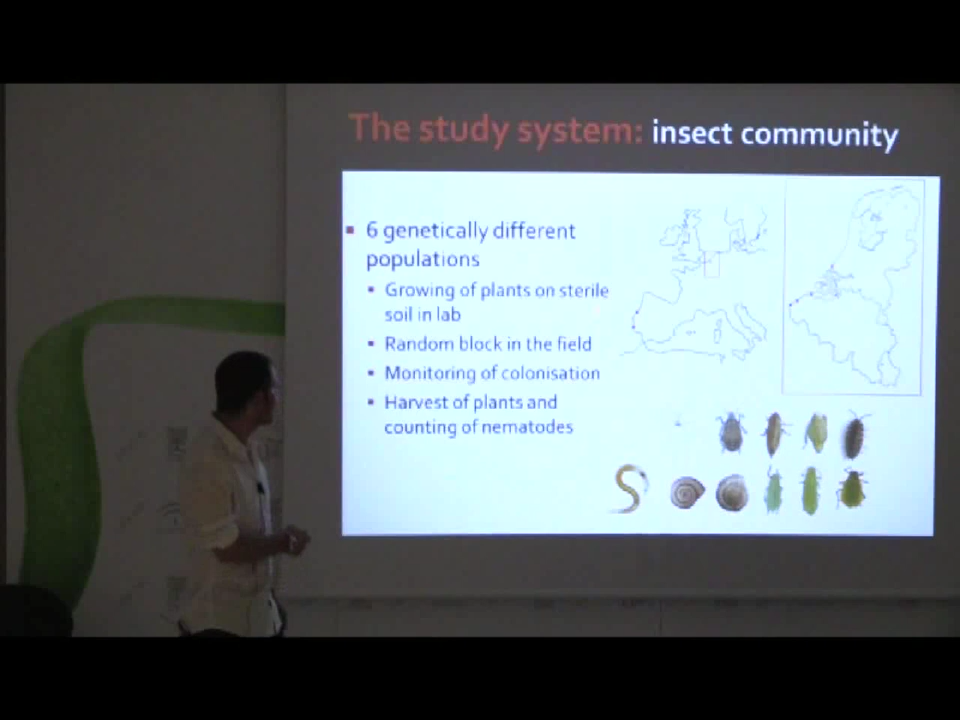 The study system: insect community
6 genetically different
populations
Growing of plants on sterile
soil in lab
Random block in the field
Monitoring of colonisation
Harvest of plants and
counting of nematodes